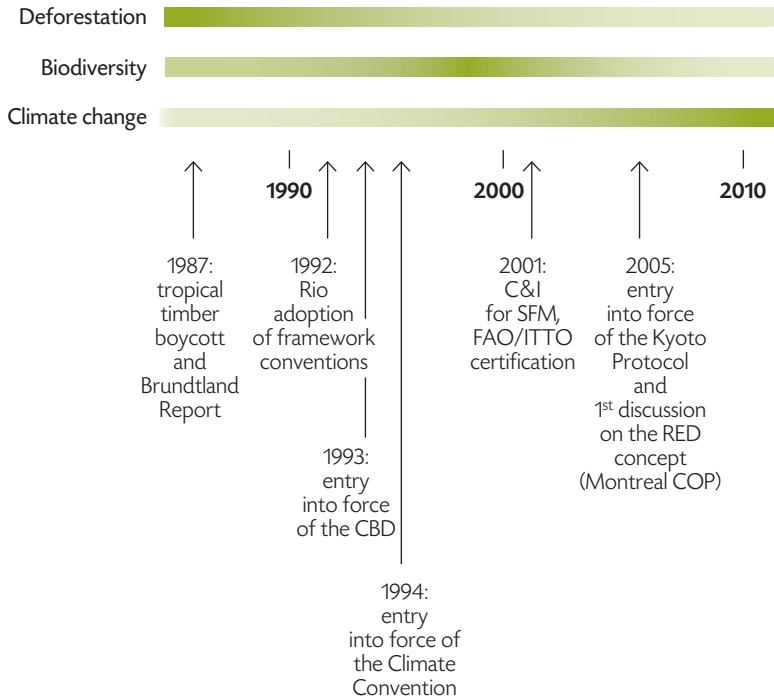 Deforestation
Biodiversity
Climate change
1990
2000
2010
1987:
tropical
timber
boycott
and
Brundtland
Report
1992:
Rio
adoption
of framework
conventions
1993:
entry
into force
of the CBD
1994:
entry
into force of
the Climate
Convention
2001:
C&I
for SFM,
FAO/ITTO
certification
2005:
entry
into force
of the Kyoto
Protocol
and
1st discussion
on the RED
concept
(Montreal COP)